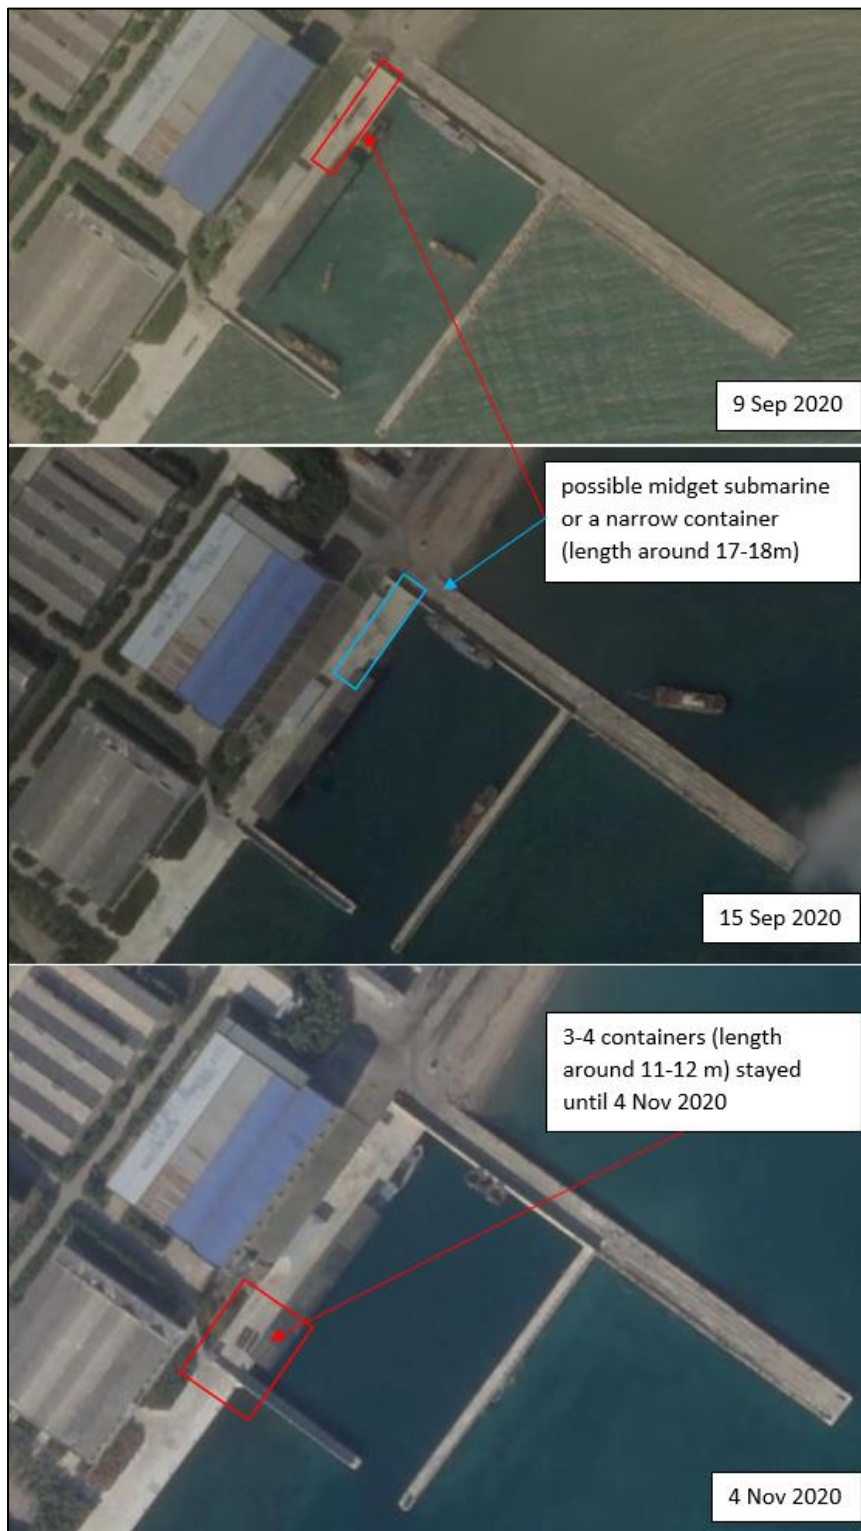 9 Sep 2020
possible midget submarine
or a narrow container
(length around 17-18m)
15 Sep 2020
3-4 containers (length
around 11-12 m) stayed
until 4 Nov 2020
4 Nov 2020